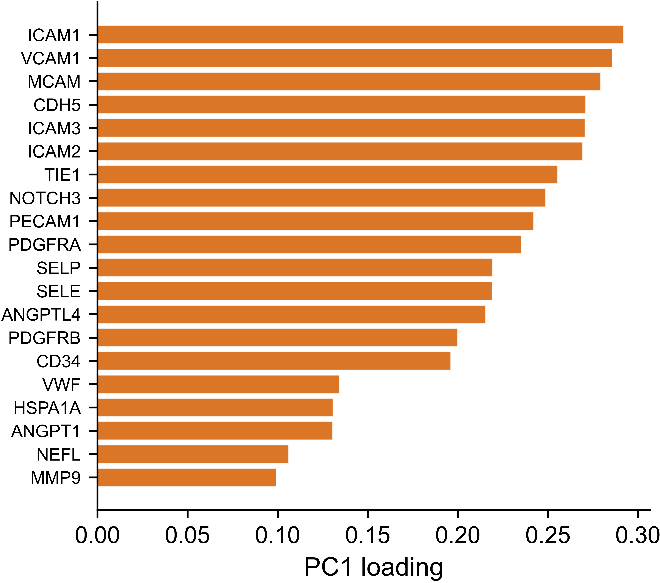 ICAM1
VCAM1
MCAM
CDH5
ICAM3
ICAM2
TIE1
NOTCH3
PECAM1
PDGFRA
SELP
SELE
ANGPTL4
PDGFRB
CD34
VWF
HSPA1A
ANGPT1
NEFL
MMP9
0.00 0.05 0.10 0.15 0.20 0.25 0.30
PC1 loading